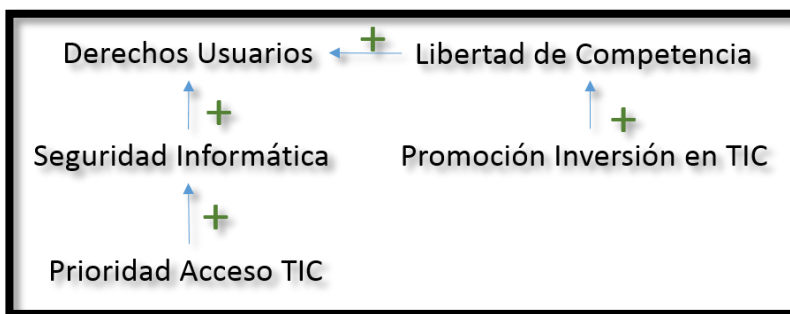 Derechos Usuarios + Libertad de Competencia
+ +
Seguridad Informática Promoción Inversión en TIC
+
Prioridad Acceso TIC